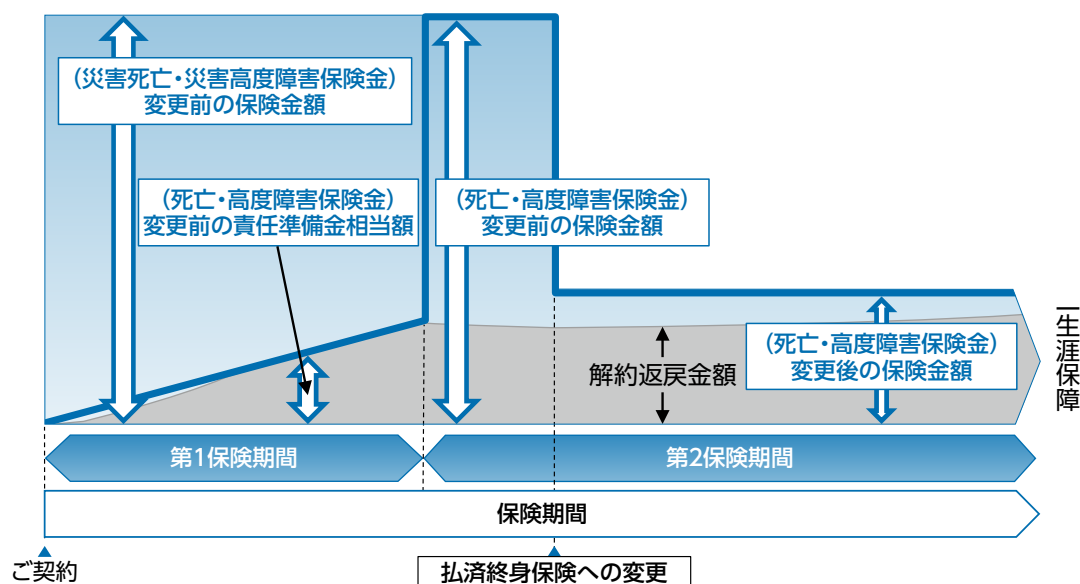 (災害死亡・災害高度障害保険金)
変更前の保険金額
(死亡・高度障害保険金)
変更前の責任準備金相当額
(死亡・高度障害保険金)
変更前の保険金額
解約返戻金額
(死亡・高度障害保険金)
変更後の保険金額
一生涯保障
第1保険期間
第2保険期間
保険期間
ご契約
払済終身保険への変更